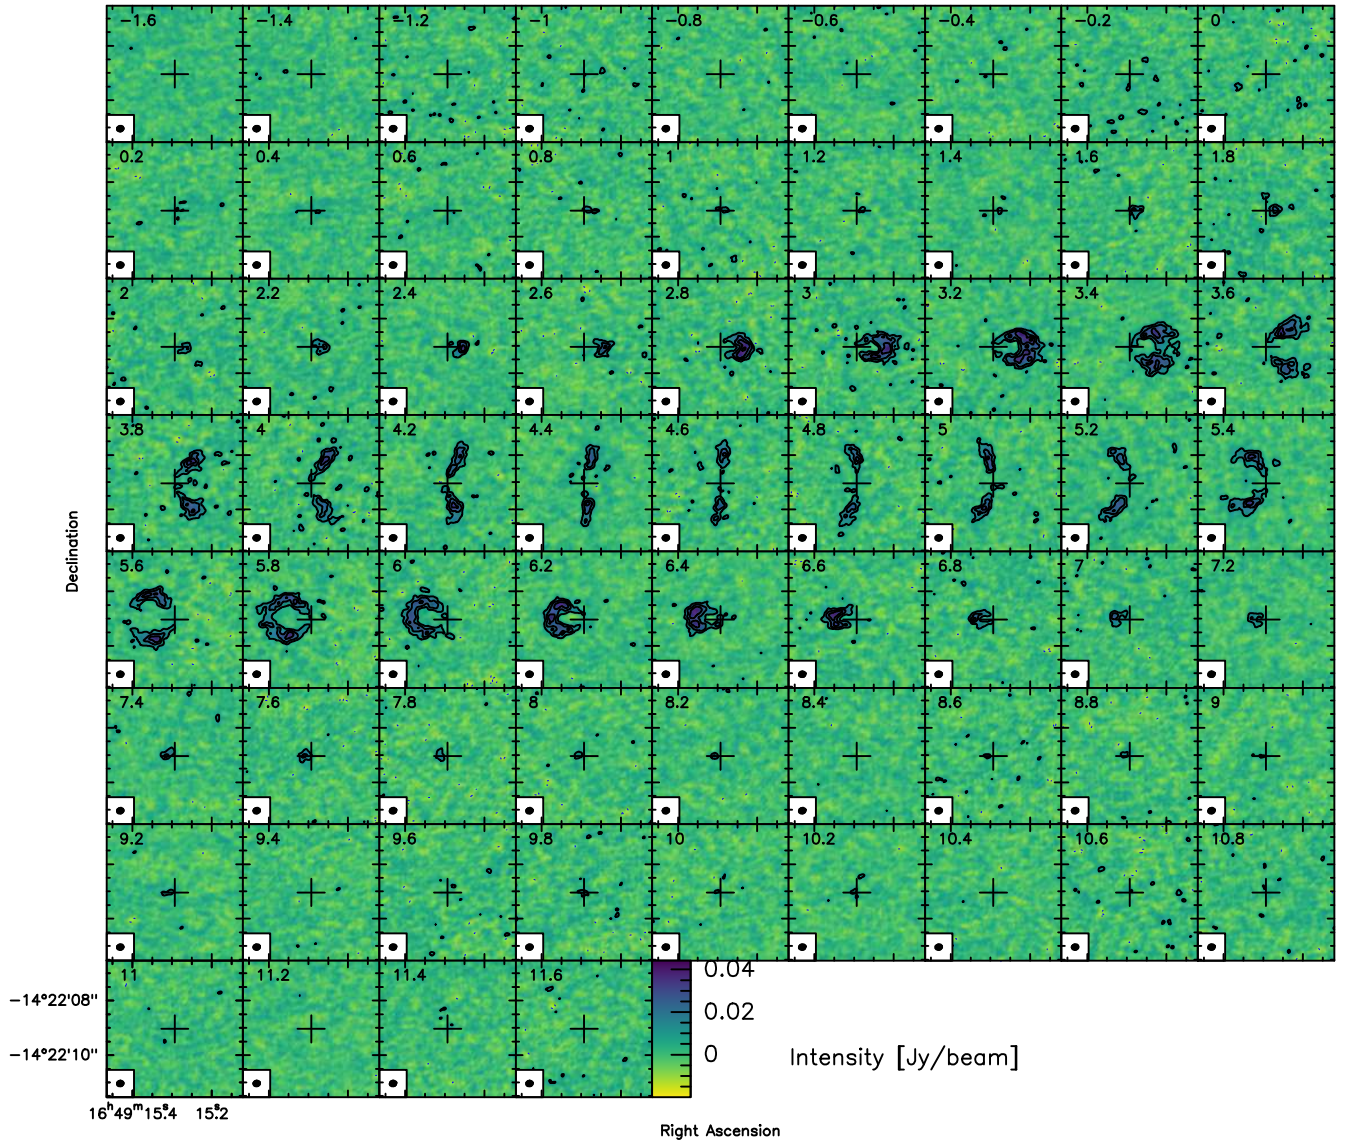 -1.6 -1.4 -1.2 -1 -0.8 -0.6 -0.4 -0.2 0
0.2 0.4 0.6 0.8 1 1.2 1.4 1.6 1.8
2 2.2 2.4 2.6 2.8 3 3.2 3.4 3.6
3.8 4 4.2 4.4 4.6 4.8 5 5.2 5.4
Declination
5.6 5.8 6 6.2 6.4 6.6 6.8 7 7.2
7.4 7.6 7.8 8 8.2 8.4 8.6 8.8 9
9.2 9.4 9.6 9.8 10 10.2 10.4 10.6 10.8
11 11.2 11.4 11.6 0.04
-14°22'08"
0.02
-14°22'10" 0 Intensity [Jy/beam]
16ʰ49ᵐ15ˢ.4 15ˢ.2
Right Ascension